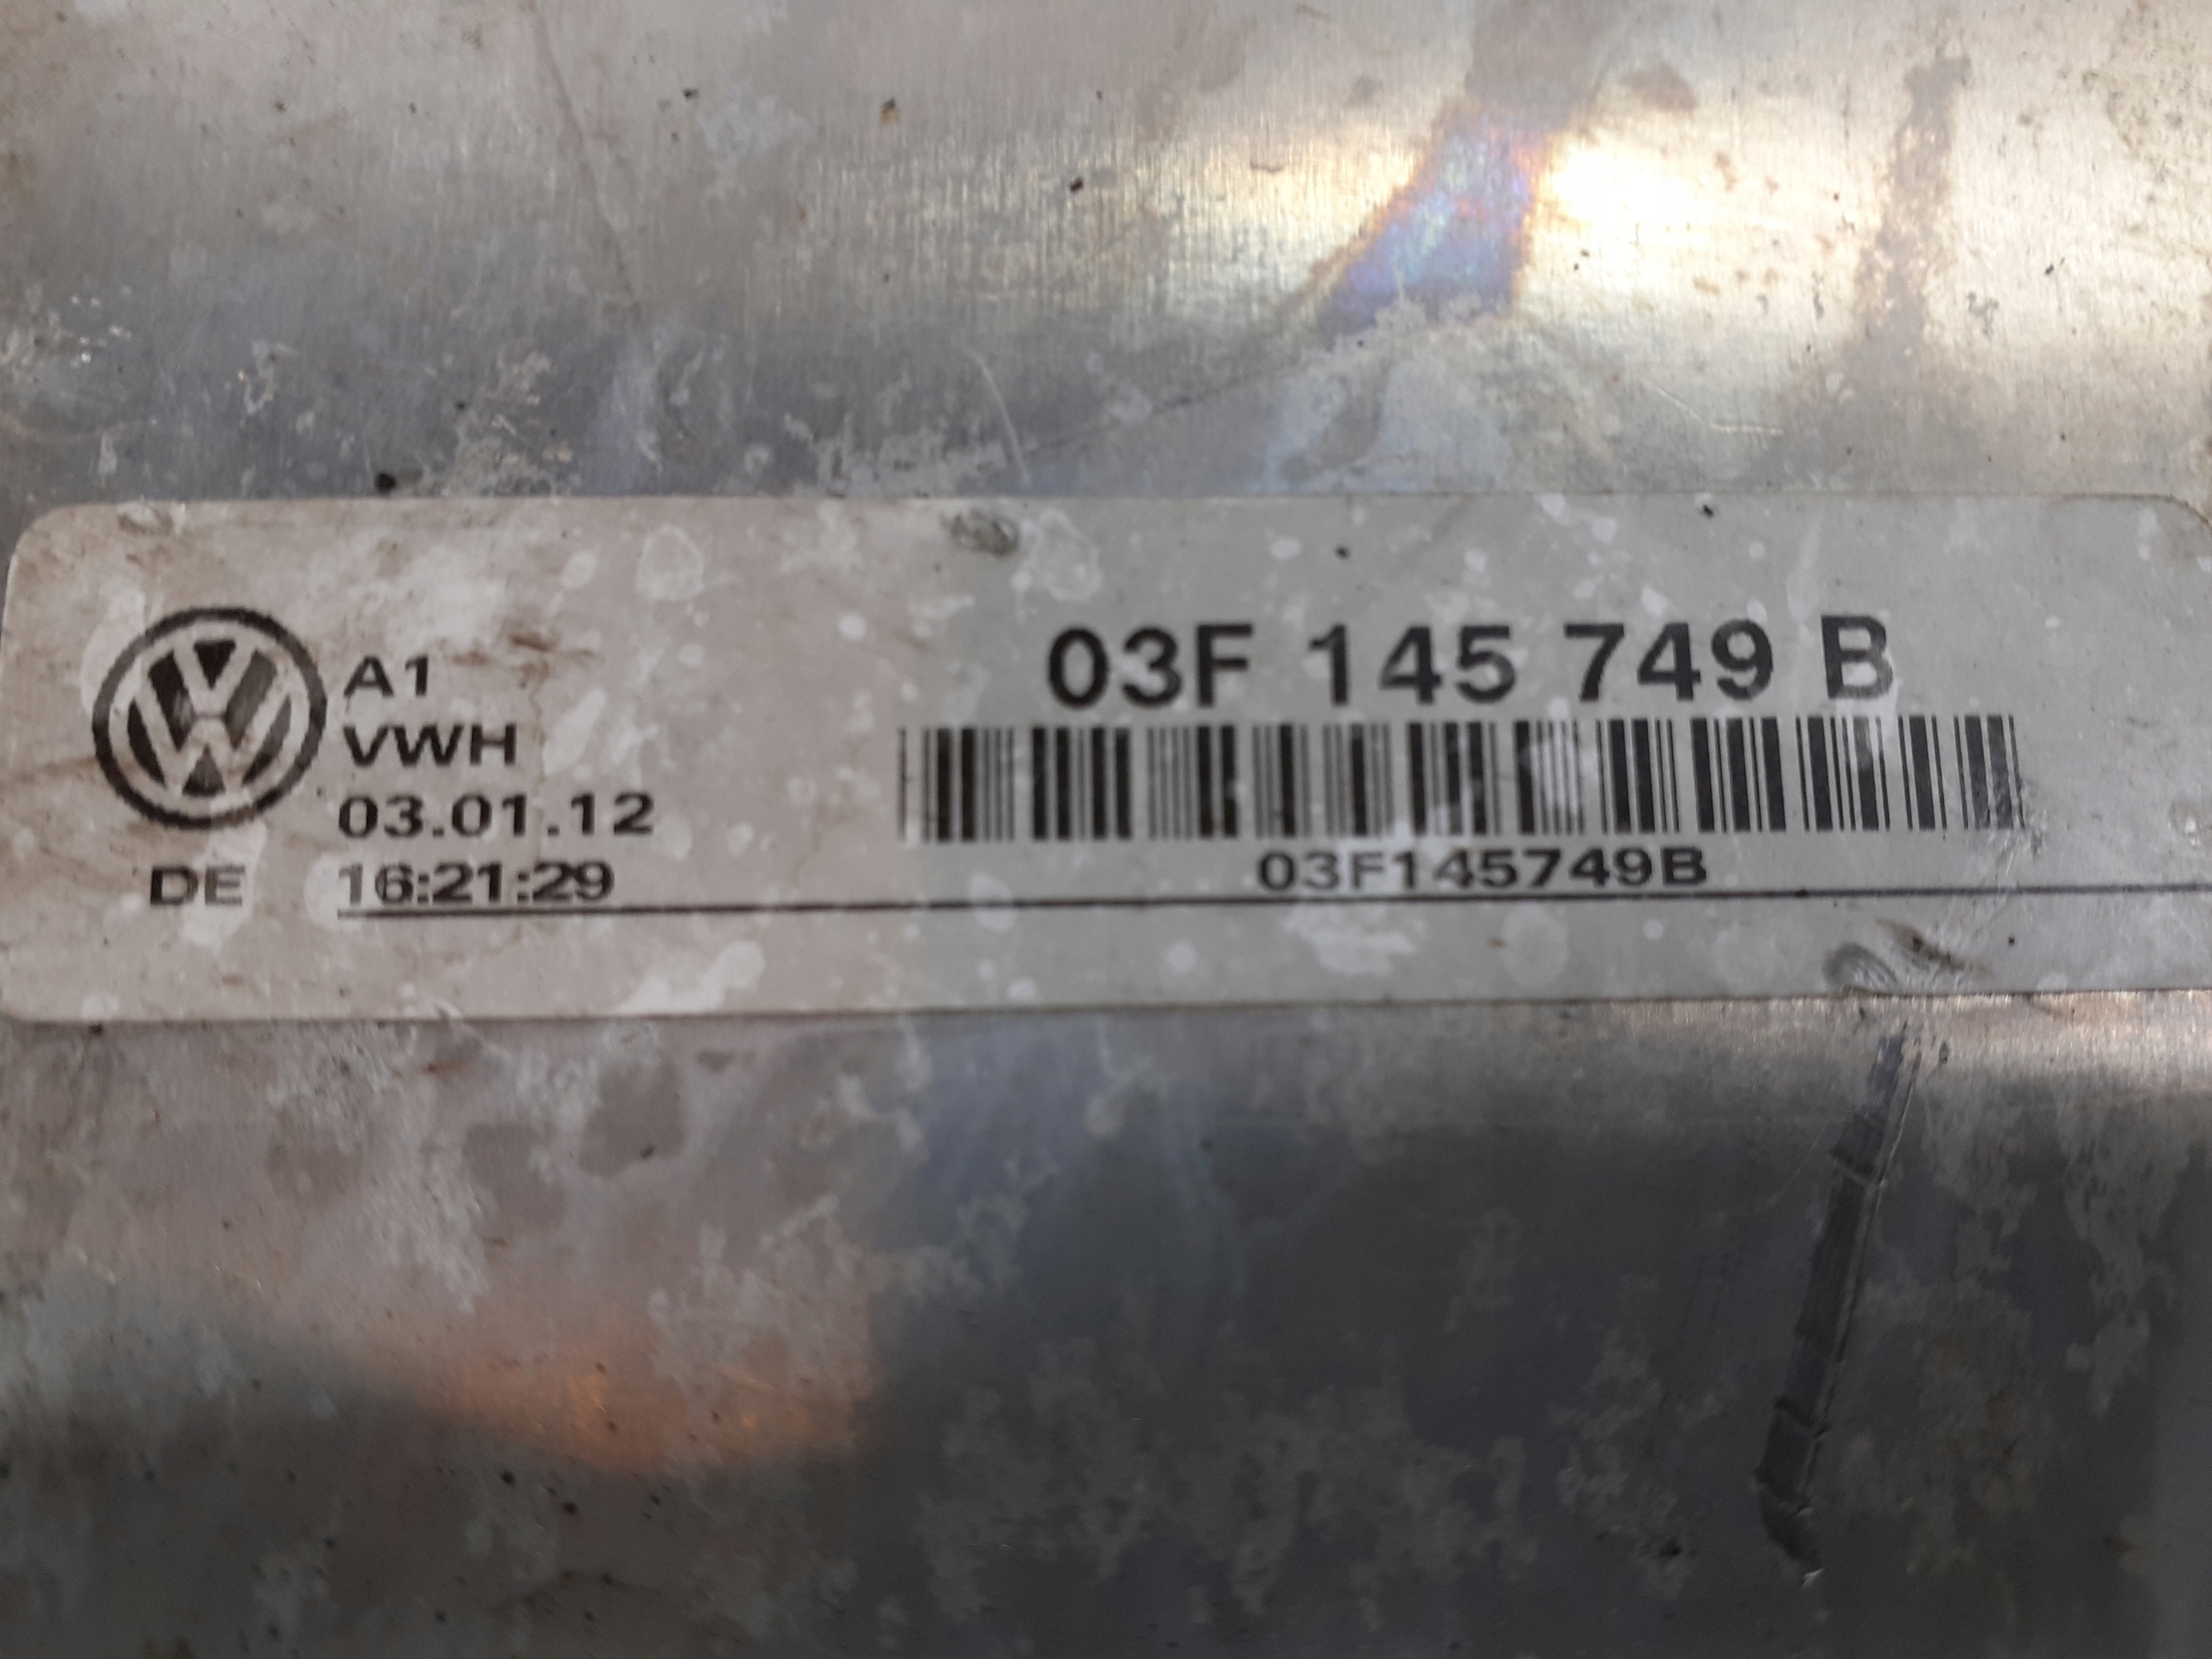 A1
VWH
03.01.12
DE 16:21:29
03F 145 749 B
03F145749B